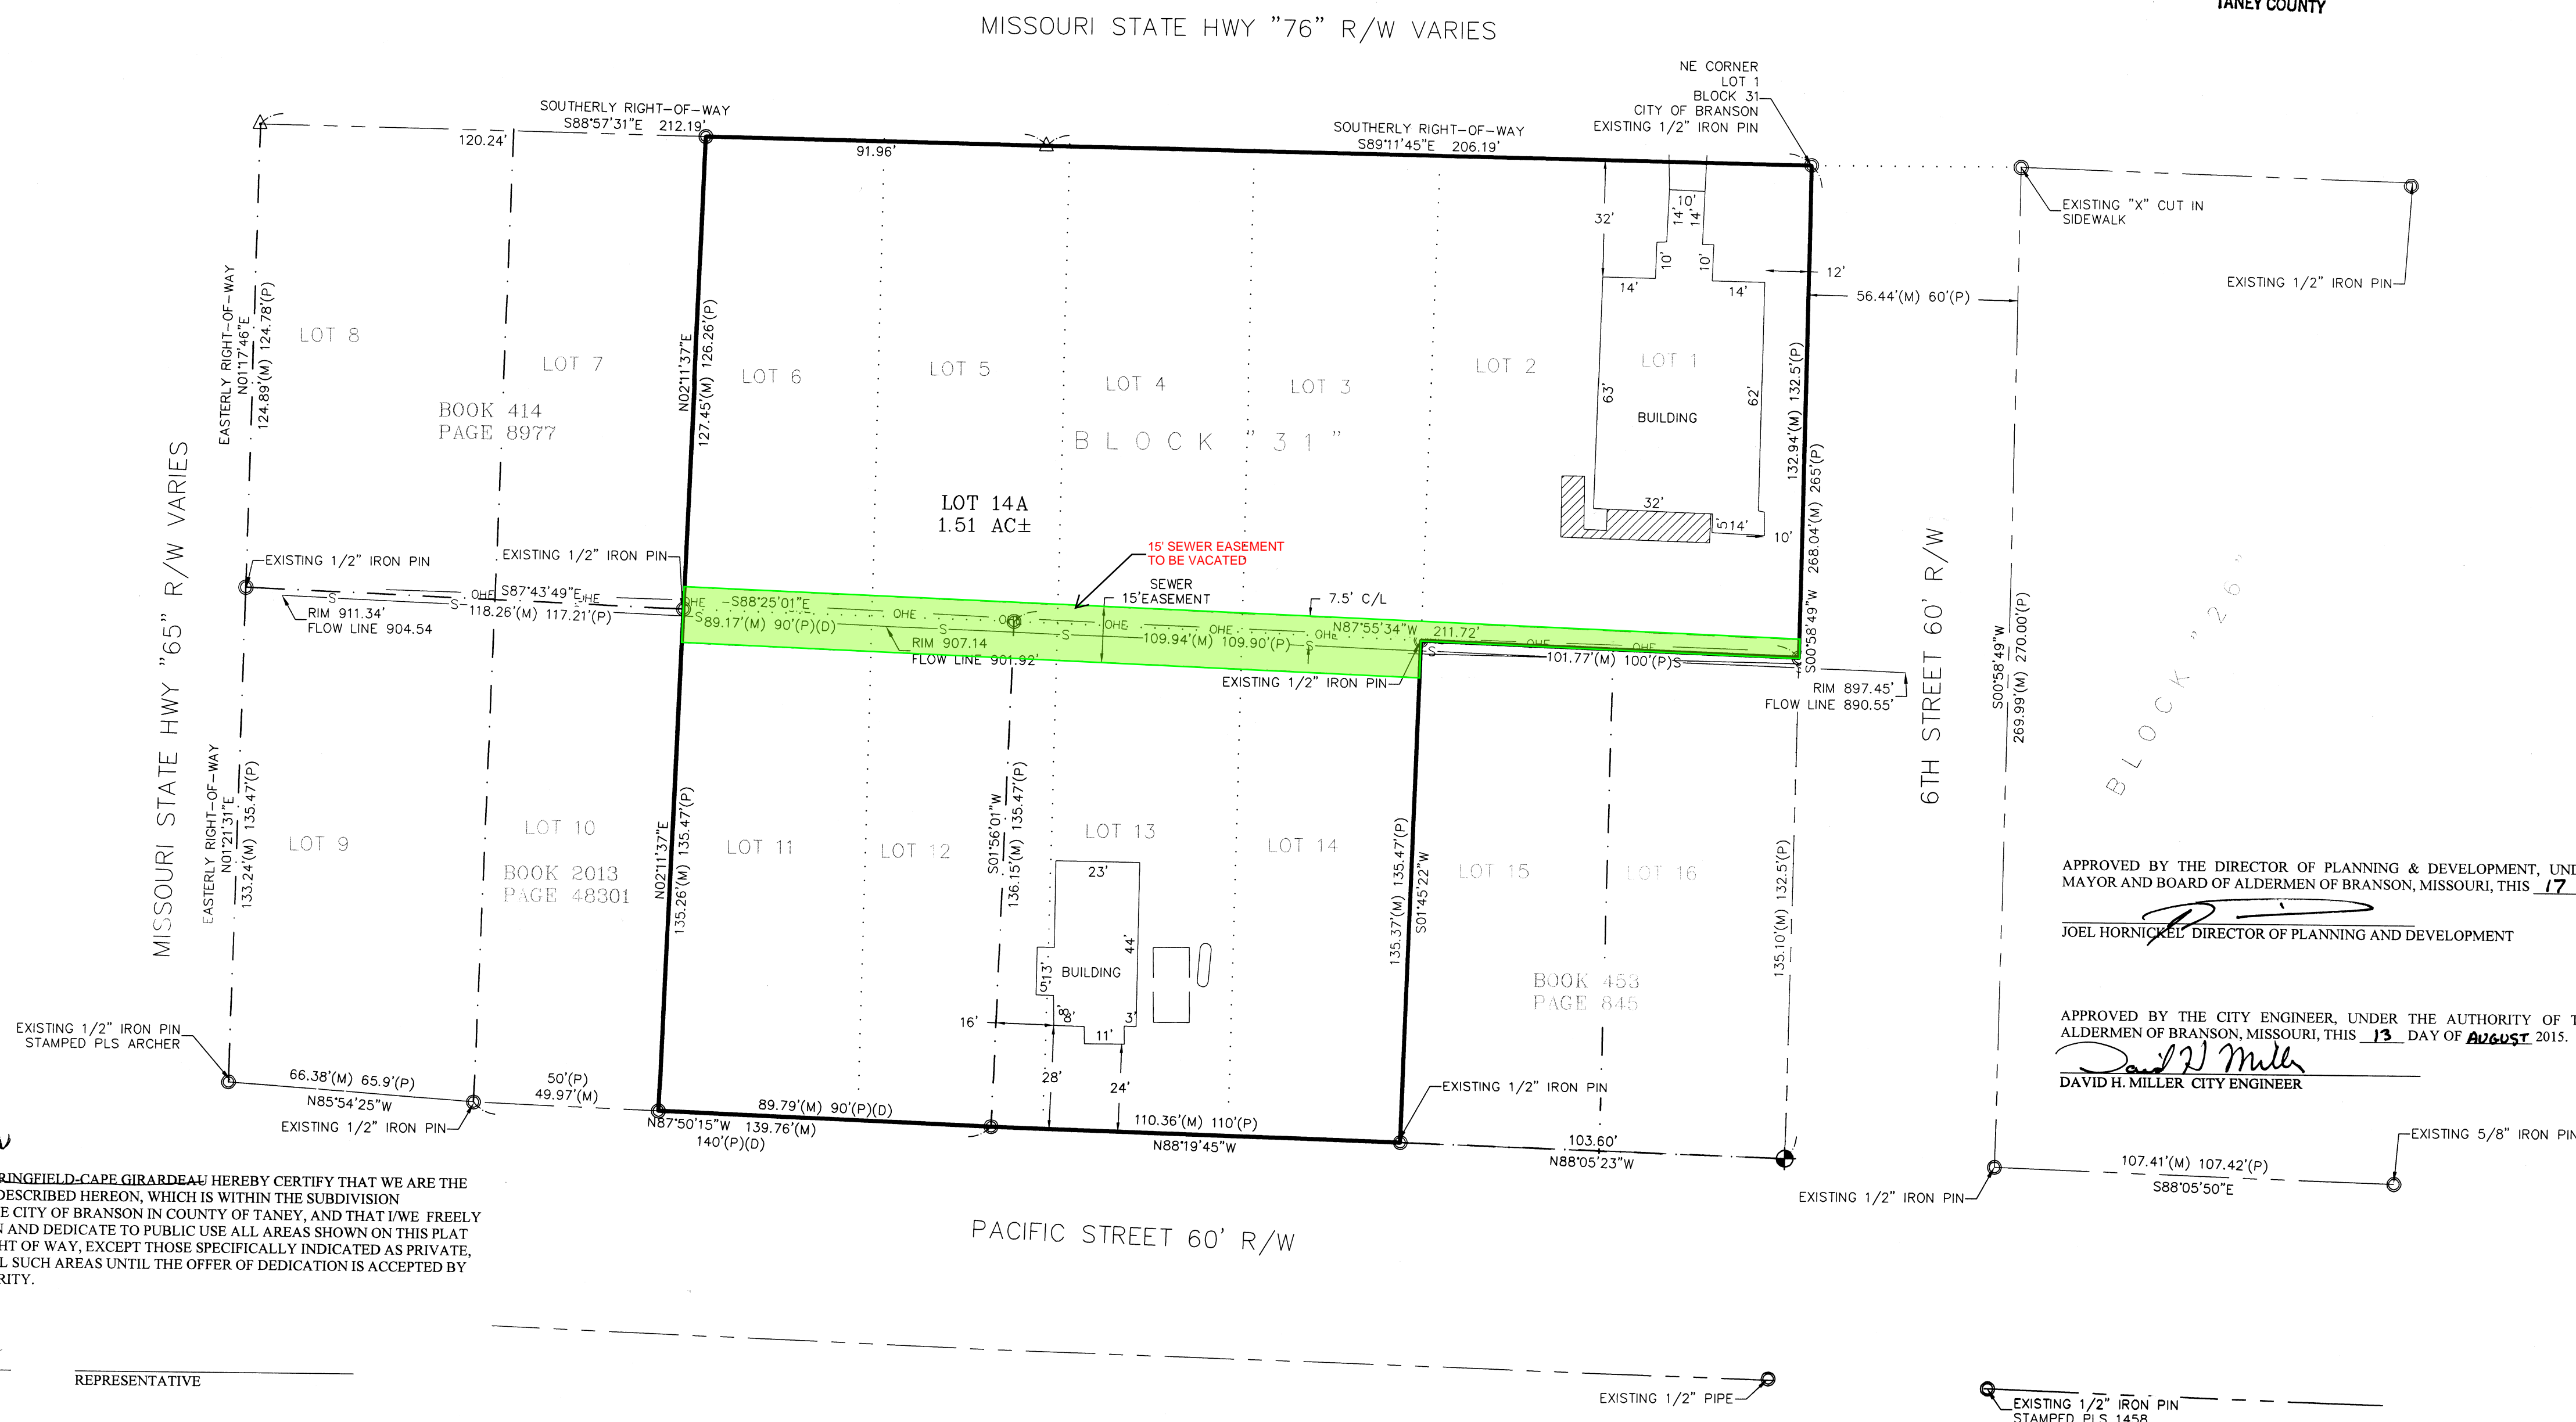 TANEY COUNTY
MISSOURI STATE HWY "76" R/W VARIES
NE CORNER
LOT 1
BLOCK 31
CITY OF BRANSON
EXISTING 1/2" IRON PIN
SOUTHERLY RIGHT-OF-WAY
S88°57'31"E 212.19'
120.24'
91.96'
SOUTHERLY RIGHT-OF-WAY
S89°11'45"E 206.19'
EXISTING "X" CUT IN
SIDEWALK
EXISTING 1/2" IRON PIN
32'
10'
14'
14'
10'
10'
14'
14'
12'
56.44'(M) 60'(P)
63'
62'
BUILDING
32'
5'
14'
10'
EASTERLY RIGHT-OF-WAY
N01°17'46"E
124.89'(M) 124.78'(P)
LOT 8
LOT 7
BOOK 414
PAGE 8977
N02°11'37"E
127.45'(M) 126.26'(P)
LOT 6
LOT 5
LOT 4
LOT 3
LOT 2
LOT 1
BLOCK "31"
132.94'(M) 132.5'(P)
S00°58'49"W 268.04'(M) 265'(P)
LOT 14A
1.51 AC±
MISSOURI STATE HWY "65" R/W VARIES
15' SEWER EASEMENT
TO BE VACATED
SEWER
15'EASEMENT
7.5' C/L
EXISTING 1/2" IRON PIN
EXISTING 1/2" IRON PIN
OHE
S87°43'49"E
OHE
S
S
118.26'(M) 117.21'(P)
RIM 911.34'
FLOW LINE 904.54
OHE
S88°25'01"E
OHE
OHE
OHE
OHE
OHE
N87°55'34"W 211.72'
OHE
OHE
S
89.17'(M) 90'(P)(D)
S
S
109.94'(M) 109.90'(P)
S
S
101.77'(M) 100'(P)
S
RIM 907.14
FLOW LINE 901.92'
EXISTING 1/2" IRON PIN
RIM 897.45'
FLOW LINE 890.55'
6TH STREET 60' R/W
S00°58'49"W
269.99'(M) 270.00'(P)
BLOCK "26"
EASTERLY RIGHT-OF-WAY
N01°21'31"E
133.24'(M) 135.47'(P)
LOT 9
LOT 10
BOOK 2013
PAGE 48301
N02°11'37"E
135.26'(M) 135.47'(P)
LOT 11
LOT 12
S01°56'01"W
136.15'(M) 135.47'(P)
LOT 13
LOT 14
23'
44'
BUILDING
13'
5'
8'
8'
11'
3'
16'
28'
24'
135.37'(M) 135.47'(P)
S01°45'22"W
LOT 15
LOT 16
BOOK 453
PAGE 845
135.10'(M) 132.5'(P)
APPROVED BY THE DIRECTOR OF PLANNING & DEVELOPMENT, UND
MAYOR AND BOARD OF ALDERMEN OF BRANSON, MISSOURI, THIS 17
JOEL HORNICKEL DIRECTOR OF PLANNING AND DEVELOPMENT
APPROVED BY THE CITY ENGINEER, UNDER THE AUTHORITY OF T
ALDERMEN OF BRANSON, MISSOURI, THIS 13 DAY OF AUGUST 2015.
David H Miller
DAVID H. MILLER CITY ENGINEER
EXISTING 1/2" IRON PIN
STAMPED PLS ARCHER
66.38'(M) 65.9'(P)
N85°54'25"W
50'(P)
49.97'(M)
EXISTING 1/2" IRON PIN
89.79'(M) 90'(P)(D)
N87°50'15"W 139.76'(M)
140'(P)(D)
110.36'(M) 110'(P)
N88°19'45"W
EXISTING 1/2" IRON PIN
103.60'
N88°05'23"W
EXISTING 5/8" IRON PIN
107.41'(M) 107.42'(P)
S88°05'50"E
EXISTING 1/2" IRON PIN
RINGFIELD-CAPE GIRARDEAU HEREBY CERTIFY THAT WE ARE THE
DESCRIBED HEREON, WHICH IS WITHIN THE SUBDIVISION
E CITY OF BRANSON IN COUNTY OF TANEY, AND THAT I/WE FREELY
N AND DEDICATE TO PUBLIC USE ALL AREAS SHOWN ON THIS PLAT
HT OF WAY, EXCEPT THOSE SPECIFICALLY INDICATED AS PRIVATE,
L SUCH AREAS UNTIL THE OFFER OF DEDICATION IS ACCEPTED BY
RITY.
PACIFIC STREET 60' R/W
REPRESENTATIVE
EXISTING 1/2" PIPE
EXISTING 1/2" IRON PIN
STAMPED PLS 1458